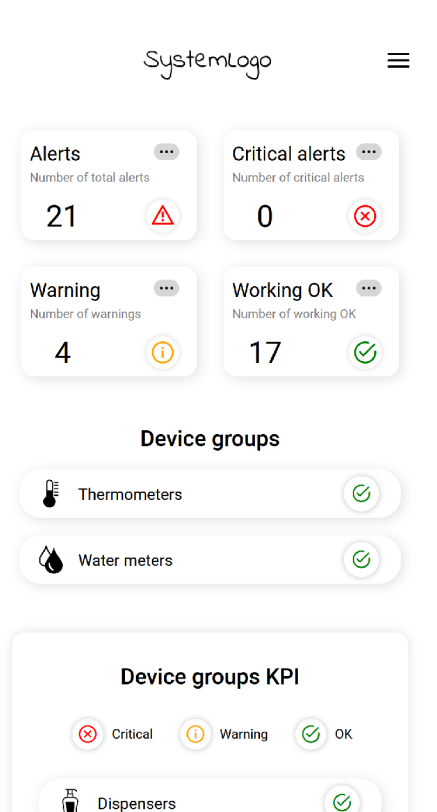 SystemLogo
Alerts
Number of total alerts
21
Critical alerts
Number of critical alerts
0
Warning
Number of warnings
4
Working OK
Number of working OK
17
Device groups
Thermometers
Water meters
Device groups KPI
Critical Warning OK
Dispensers